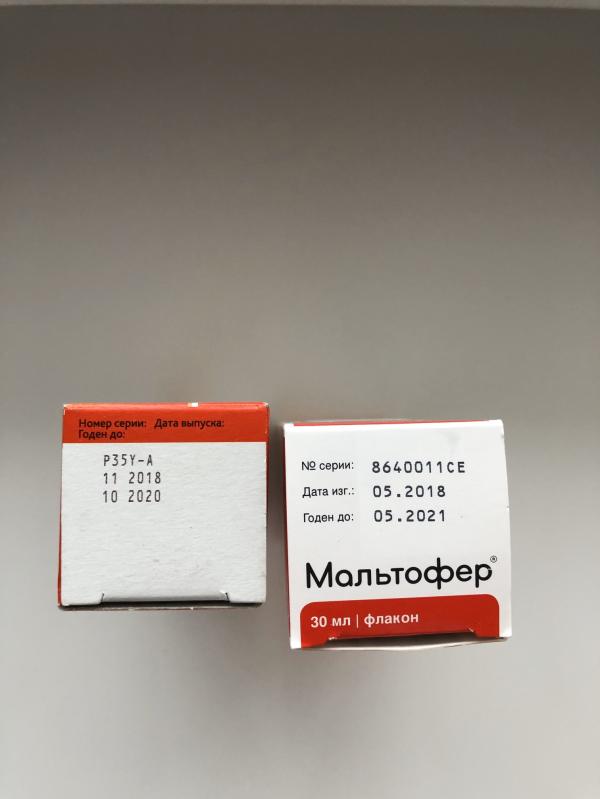 Номер серии: Дата выпуска:
Годен до:
P35Y-A
11 2018
10 2020
№ серии: 8640011CE
Дата изг.: 05.2018
Годен до: 05.2021
Мальтофер®
30 мл | флакон